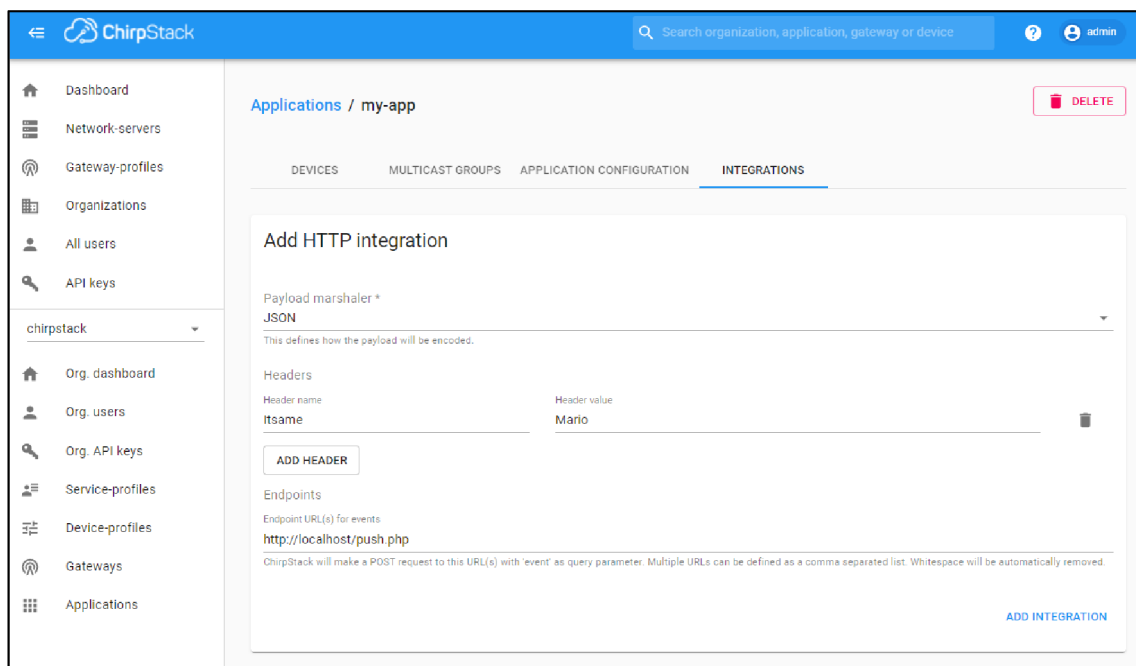 ChirpStack
Search organization, application, gateway or device
? admin
Dashboard
Network-servers
Gateway-profiles
Organizations
All users
API keys
chirpstack
Org. dashboard
Org. users
Org. API keys
Service-profiles
Device-profiles
Gateways
Applications
Applications / my-app
DELETE
DEVICES MULTICAST GROUPS APPLICATION CONFIGURATION INTEGRATIONS
Add HTTP integration
Payload marshaler *
JSON
This defines how the payload will be encoded.
Headers
Header name Header value
Itsame Mario
ADD HEADER
Endpoints
Endpoint URL(s) for events
http://localhost/push.php
ChirpStack will make a POST request to this URL(s) with 'event' as query parameter. Multiple URLs can be defined as a comma separated list. Whitespace will be automatically removed.
ADD INTEGRATION